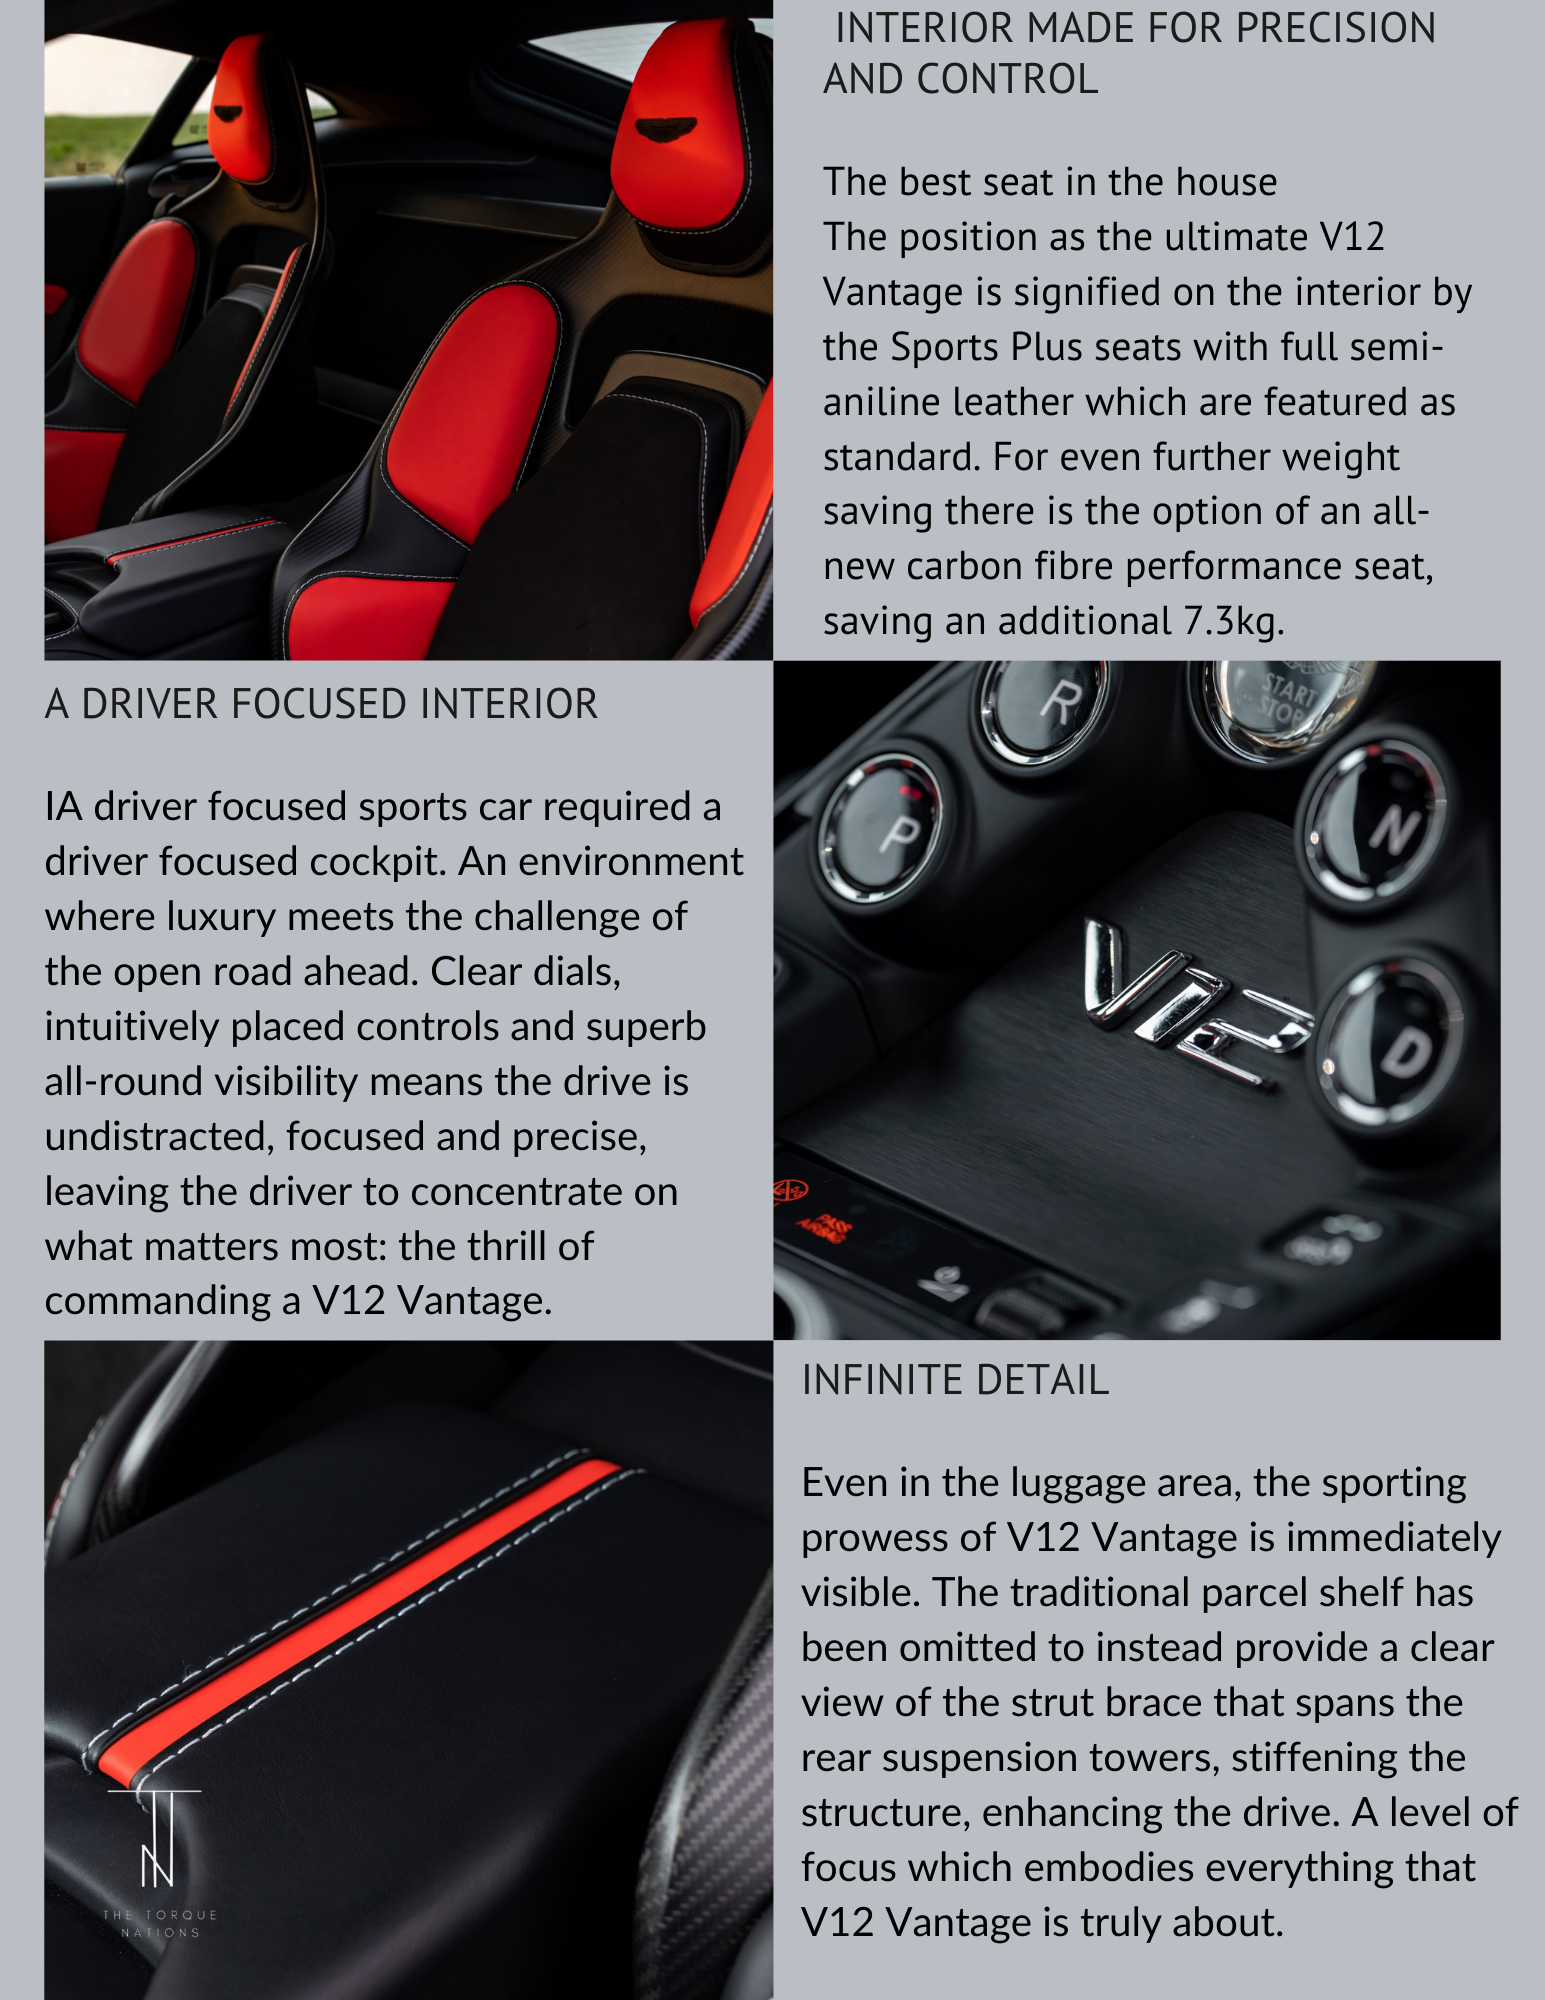 INTERIOR MADE FOR PRECISION
AND CONTROL
The best seat in the house
The position as the ultimate V12
Vantage is signified on the interior by
the Sports Plus seats with full semi-
aniline leather which are featured as
standard. For even further weight
saving there is the option of an all-
new carbon fibre performance seat,
saving an additional 7.3kg.
A DRIVER FOCUSED INTERIOR
IA driver focused sports car required a
driver focused cockpit. An environment
where luxury meets the challenge of
the open road ahead. Clear dials,
intuitively placed controls and superb
all-round visibility means the drive is
undistracted, focused and precise,
leaving the driver to concentrate on
what matters most: the thrill of
commanding a V12 Vantage.
R
START
STOP
P
N
V12
D
PASS
AIRBAG
INFINITE DETAIL
Even in the luggage area, the sporting
prowess of V12 Vantage is immediately
visible. The traditional parcel shelf has
been omitted to instead provide a clear
view of the strut brace that spans the
rear suspension towers, stiffening the
structure, enhancing the drive. A level of
focus which embodies everything that
V12 Vantage is truly about.
TN
THE TORQUE
NATIONS